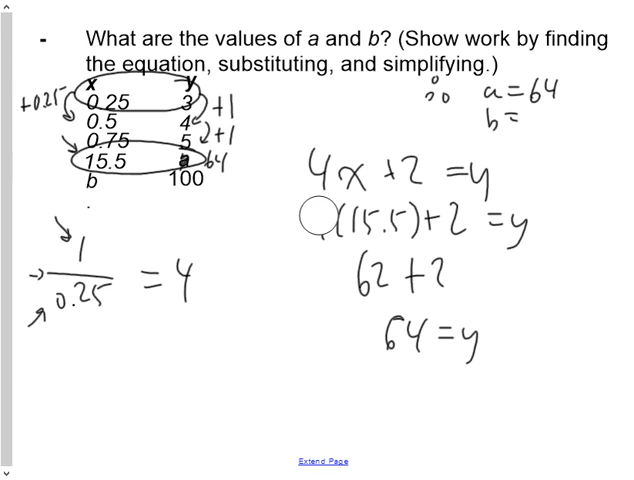 - What are the values of a and b? (Show work by finding
the equation, substituting, and simplifying.)
x y
0.25 3
0.5 4
0.75 5
15.5 a 64
b 100
+0.25
+1
+1
∴ a = 64
b =
4x + 2 = y
(15.5) + 2 = y
62 + 2
64 = y
1
0.25
= 4
Extend Page